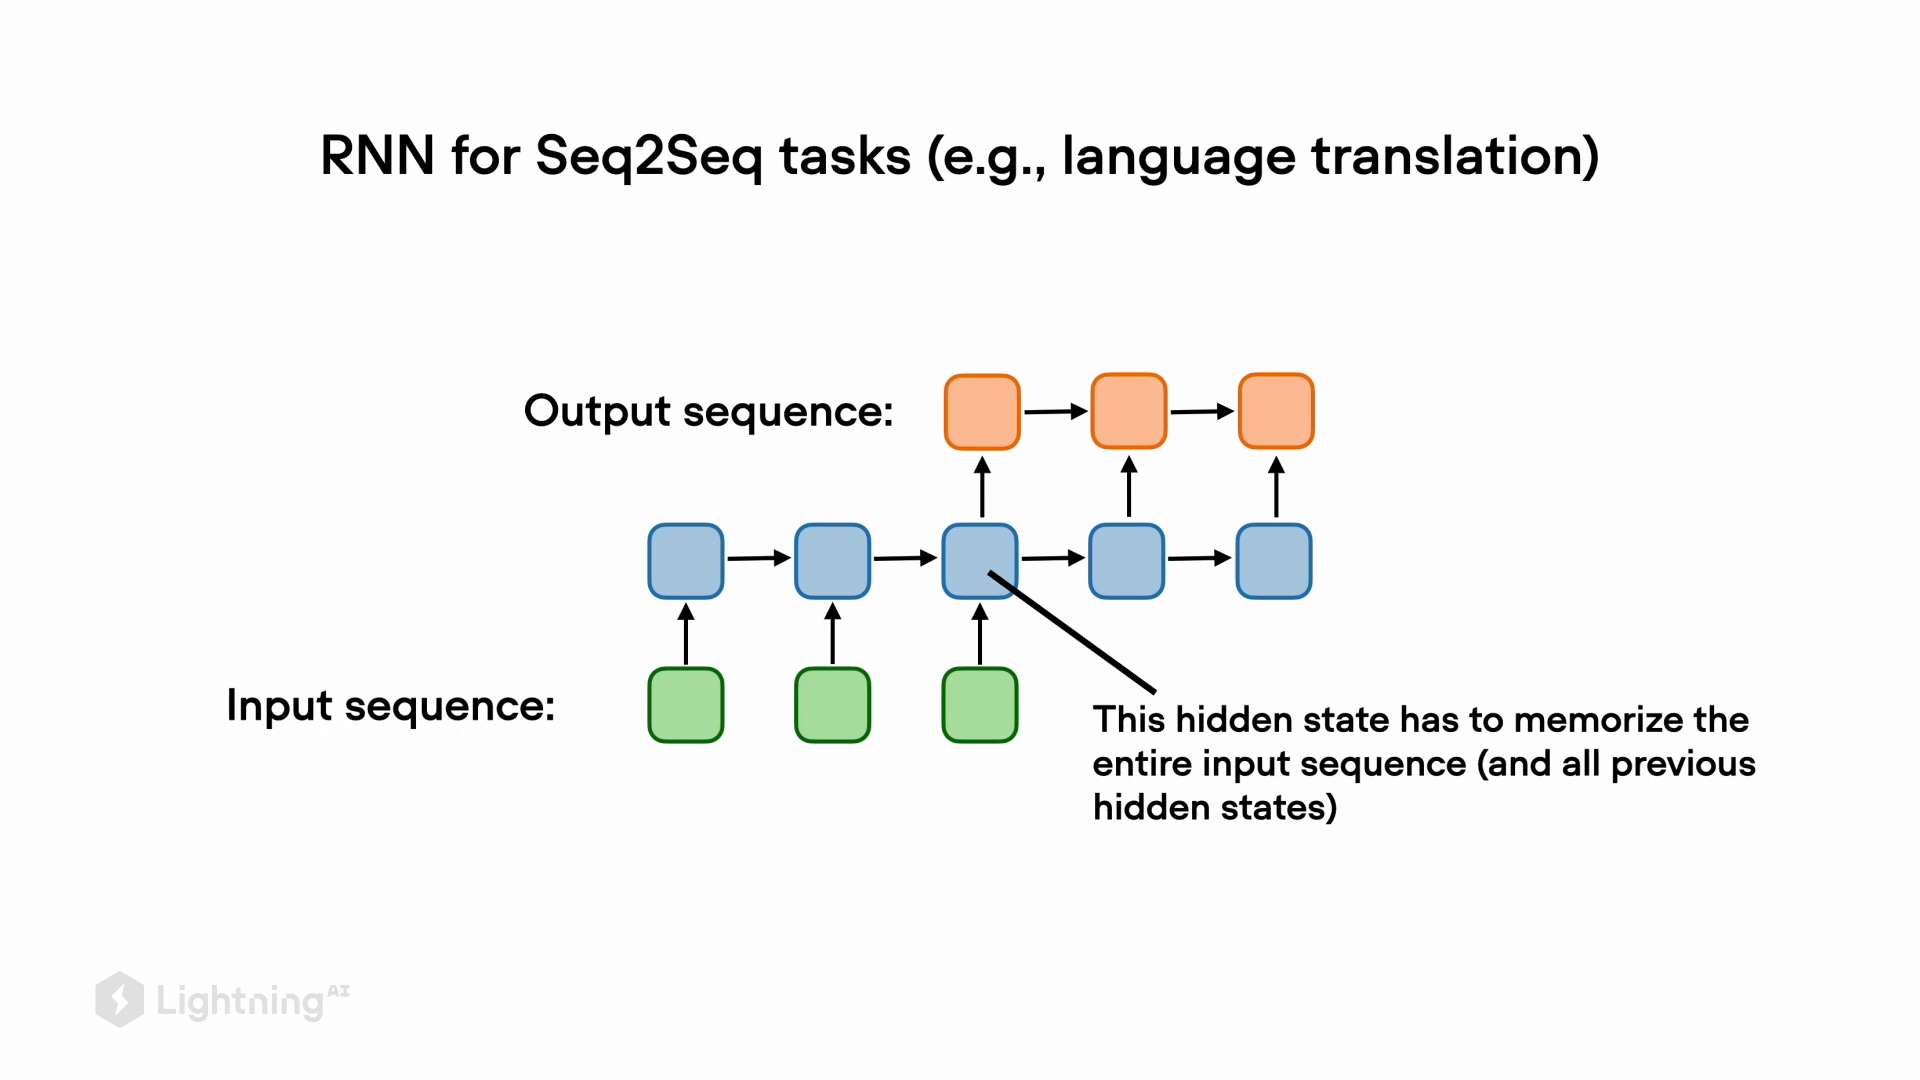 RNN for Seq2Seq tasks (e.g., language translation)
Output sequence:
Input sequence:
This hidden state has to memorize the
entire input sequence (and all previous
hidden states)
Lightning AI